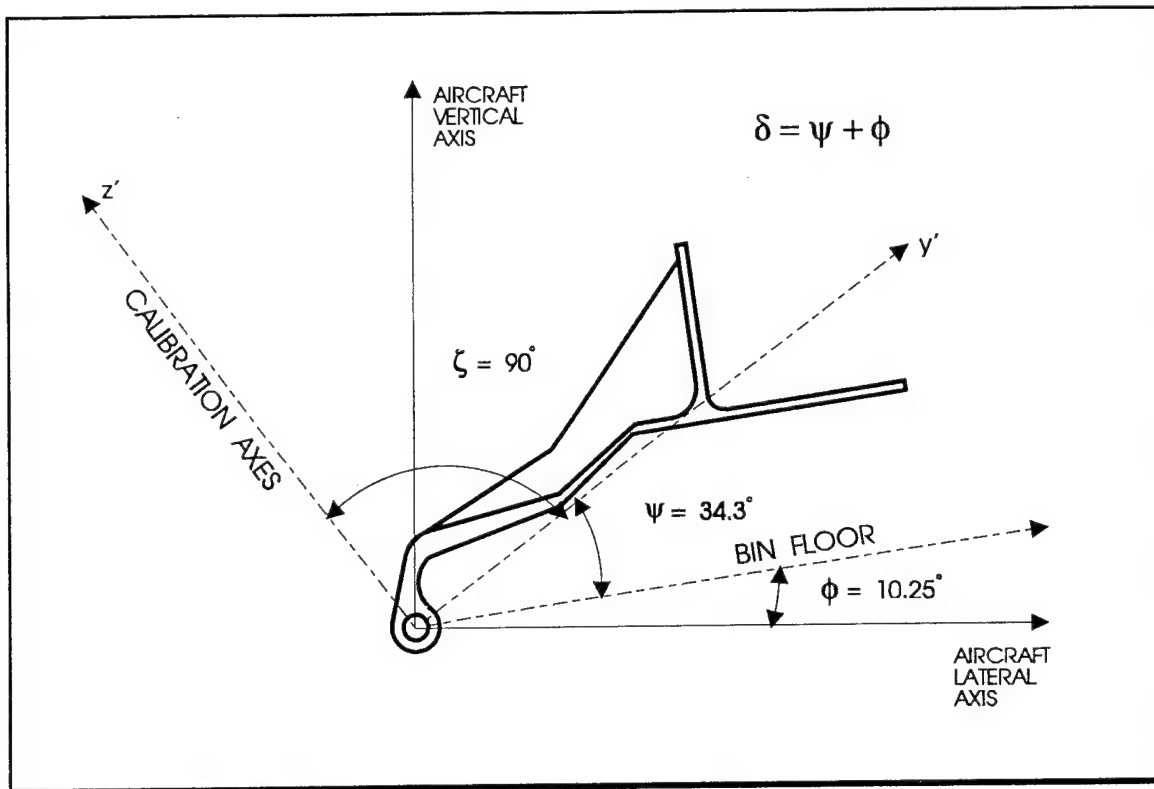 AIRCRAFT
VERTICAL
AXIS
δ = ψ + ϕ
z′
y′
CALIBRATION AXES
ζ = 90°
ψ = 34.3°
BIN FLOOR
ϕ = 10.25°
AIRCRAFT
LATERAL
AXIS